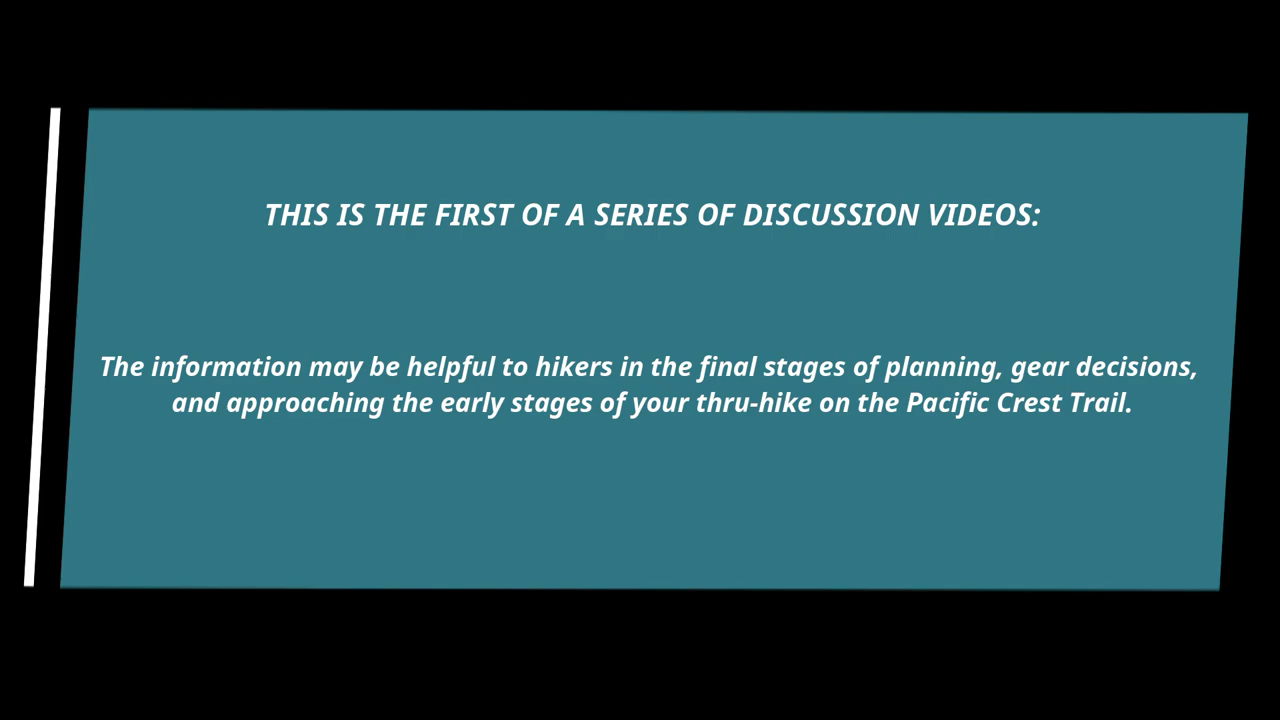 THIS IS THE FIRST OF A SERIES OF DISCUSSION VIDEOS:
The information may be helpful to hikers in the final stages of planning, gear decisions,
and approaching the early stages of your thru-hike on the Pacific Crest Trail.